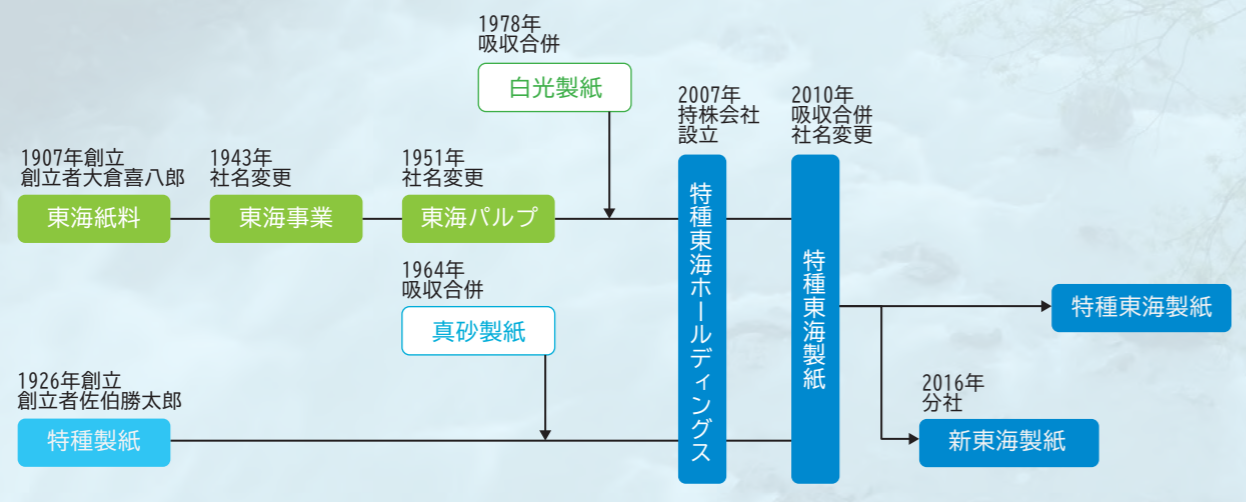 1978年
吸収合併
白光製紙
2007年
持株会社
設立
2010年
吸収合併
社名変更
1907年創立
創立者大倉喜八郎
東海紙料
1943年
社名変更
東海事業
1951年
社名変更
東海パルプ
特種東海ホールディングス
特種東海製紙
1964年
吸収合併
真砂製紙
特種東海製紙
1926年創立
創立者佐伯勝太郎
特種製紙
2016年
分社
新東海製紙